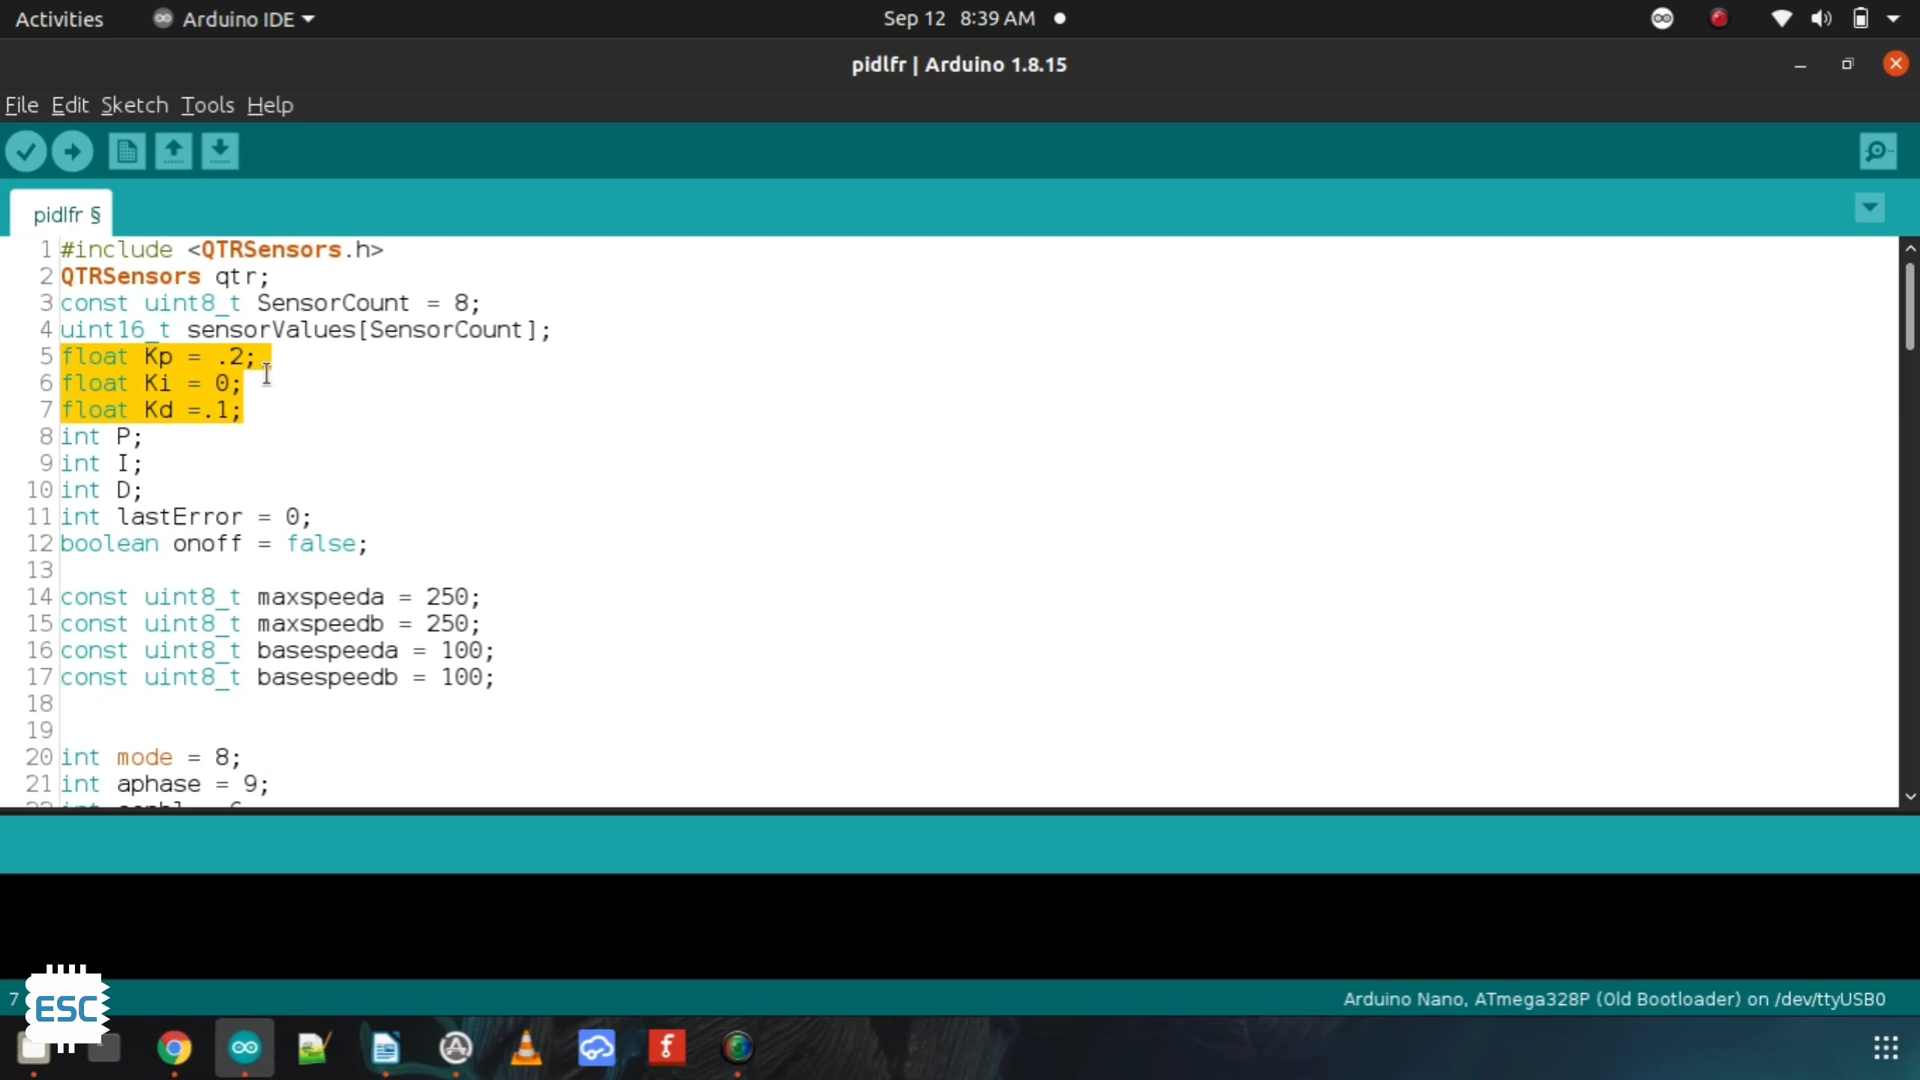 Activities Arduino IDE Sep 12 8:39 AM
pidlfr | Arduino 1.8.15
File Edit Sketch Tools Help
pidlfr §
1 #include <QTRSensors.h>
2 QTRSensors qtr;
3 const uint8_t SensorCount = 8;
4 uint16_t sensorValues[SensorCount];
5 float Kp = .2;
6 float Ki = 0;
7 float Kd =.1;
8 int P;
9 int I;
10 int D;
11 int lastError = 0;
12 boolean onoff = false;
13
14 const uint8_t maxspeeda = 250;
15 const uint8_t maxspeedb = 250;
16 const uint8_t basespeeda = 100;
17 const uint8_t basespeedb = 100;
18
19
20 int mode = 8;
21 int aphase = 9;
7 Arduino Nano, ATmega328P (Old Bootloader) on /dev/ttyUSB0
ESC